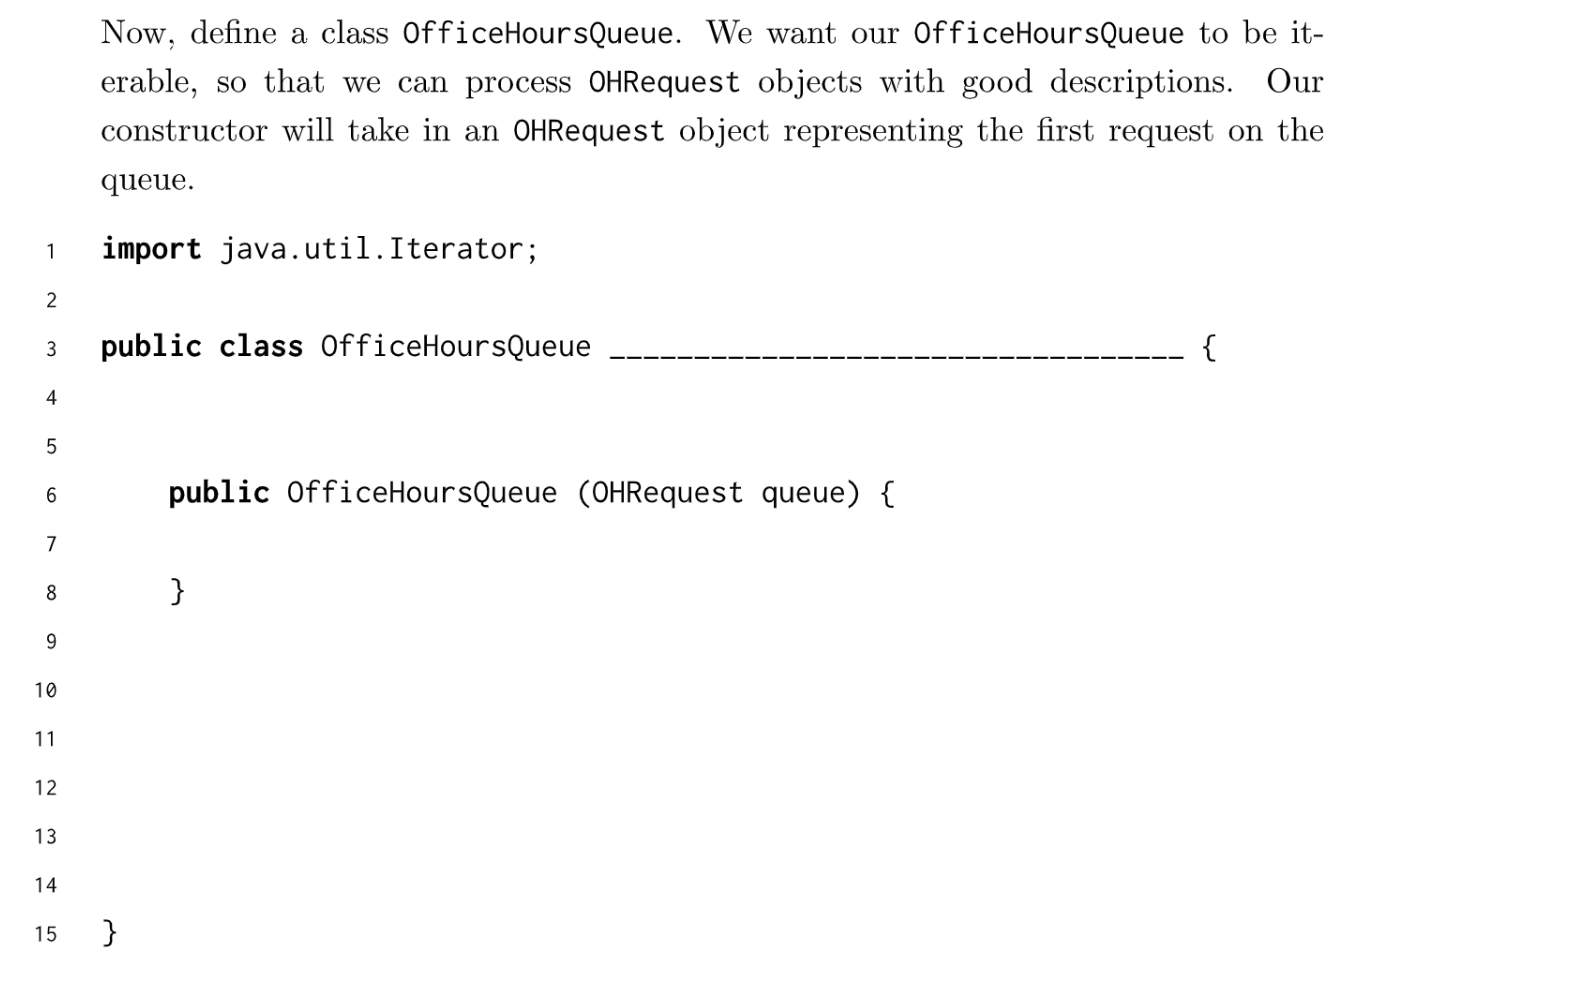 Now, define a class OfficeHoursQueue. We want our OfficeHoursQueue to be it-
erable, so that we can process OHRequest objects with good descriptions. Our
constructor will take in an OHRequest object representing the first request on the
queue.
1 import java.util.Iterator;
2
3 public class OfficeHoursQueue __________________________________ {
4
5
6 public OfficeHoursQueue (OHRequest queue) {
7
8 }
9
10
11
12
13
14
15 }